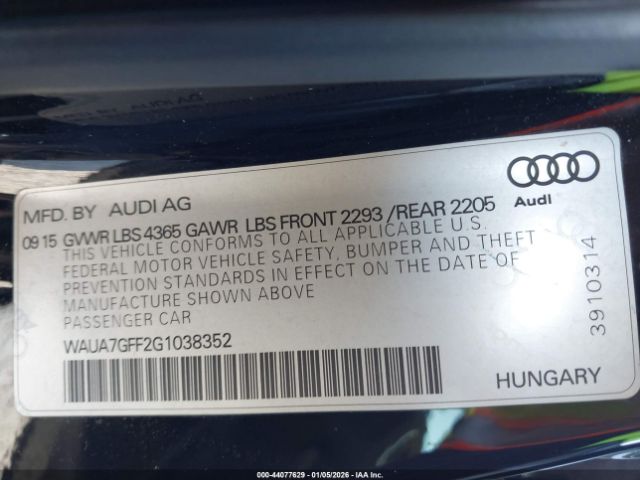 MFD. BY AUDI AG
Audi
09 15 GVWR LBS 4365 GAWR LBS FRONT 2293 / REAR 2205
THIS VEHICLE CONFORMS TO ALL APPLICABLE U.S.
FEDERAL MOTOR VEHICLE SAFETY, BUMPER AND THEFT
PREVENTION STANDARDS IN EFFECT ON THE DATE OF
MANUFACTURE SHOWN ABOVE
PASSENGER CAR
WAUA7GFF2G1038352
HUNGARY
3910314
000-44077629 - 01/05/2026 - IAA Inc.